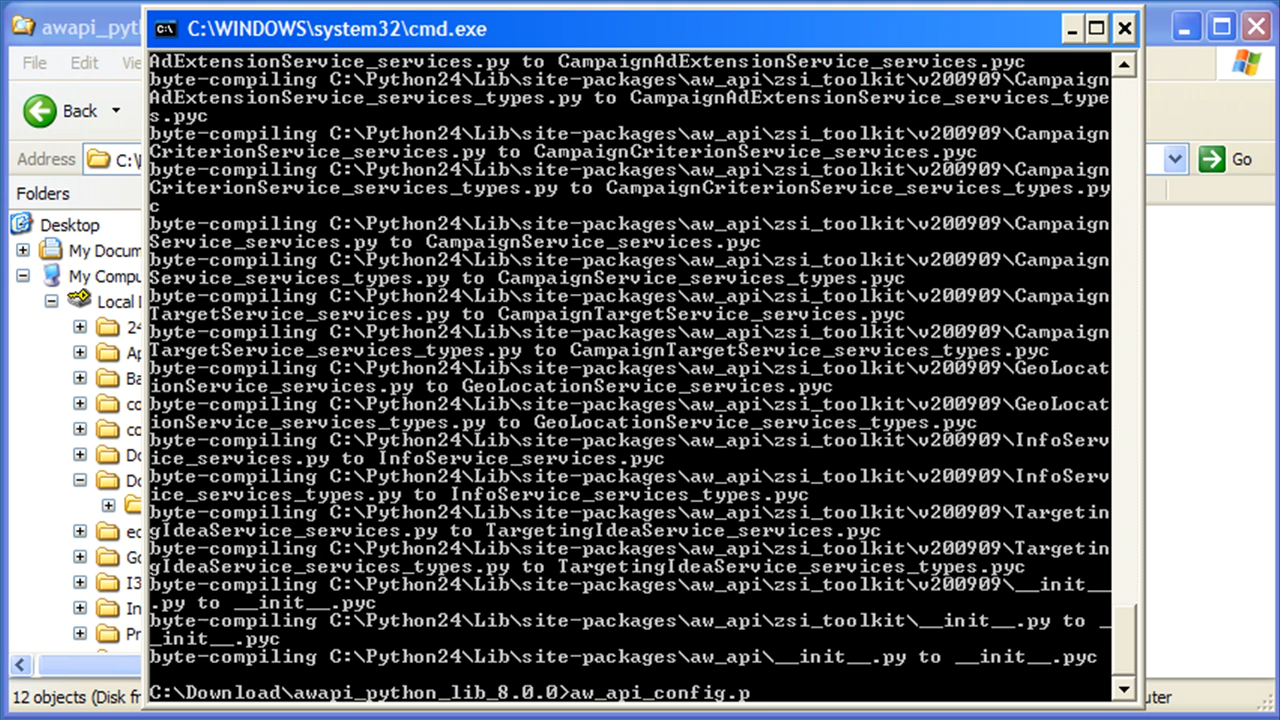 awapi_pyth
C:\WINDOWS\system32\cmd.exe
File Edit Vi
Back
Address C:\
Go
Folders
Desktop
My Docum
My Compu
Local
24
Ap
Ba
co
co
Do
Do
ec
Go
I3
In
Pr
AdExtensionService_services.py to CampaignAdExtensionService_services.pyc
byte-compiling C:\Python24\Lib\site-packages\aw_api\zsi_toolkit\v200909\Campaign
AdExtensionService_services_types.py to CampaignAdExtensionService_services_type
s.pyc
byte-compiling C:\Python24\Lib\site-packages\aw_api\zsi_toolkit\v200909\Campaign
CriterionService_services.py to CampaignCriterionService_services.pyc
byte-compiling C:\Python24\Lib\site-packages\aw_api\zsi_toolkit\v200909\Campaign
CriterionService_services_types.py to CampaignCriterionService_services_types.py
c
byte-compiling C:\Python24\Lib\site-packages\aw_api\zsi_toolkit\v200909\Campaign
Service_services.py to CampaignService_services.pyc
byte-compiling C:\Python24\Lib\site-packages\aw_api\zsi_toolkit\v200909\Campaign
Service_services_types.py to CampaignService_services_types.pyc
byte-compiling C:\Python24\Lib\site-packages\aw_api\zsi_toolkit\v200909\Campaign
TargetService_services.py to CampaignTargetService_services.pyc
byte-compiling C:\Python24\Lib\site-packages\aw_api\zsi_toolkit\v200909\Campaign
TargetService_services_types.py to CampaignTargetService_services_types.pyc
byte-compiling C:\Python24\Lib\site-packages\aw_api\zsi_toolkit\v200909\GeoLocat
ionService_services.py to GeoLocationService_services.pyc
byte-compiling C:\Python24\Lib\site-packages\aw_api\zsi_toolkit\v200909\GeoLocat
ionService_services_types.py to GeoLocationService_services_types.pyc
byte-compiling C:\Python24\Lib\site-packages\aw_api\zsi_toolkit\v200909\InfoServ
ice_services.py to InfoService_services.pyc
byte-compiling C:\Python24\Lib\site-packages\aw_api\zsi_toolkit\v200909\InfoServ
ice_services_types.py to InfoService_services_types.pyc
byte-compiling C:\Python24\Lib\site-packages\aw_api\zsi_toolkit\v200909\Targetin
gIdeaService_services.py to TargetingIdeaService_services.pyc
byte-compiling C:\Python24\Lib\site-packages\aw_api\zsi_toolkit\v200909\Targetin
gIdeaService_services_types.py to TargetingIdeaService_services_types.pyc
byte-compiling C:\Python24\Lib\site-packages\aw_api\zsi_toolkit\v200909\__init__
.py to __init__.pyc
byte-compiling C:\Python24\Lib\site-packages\aw_api\zsi_toolkit\__init__.py to _
_init__.pyc
byte-compiling C:\Python24\Lib\site-packages\aw_api\__init__.py to __init__.pyc
C:\Download\awapi_python_lib_8.0.0>aw_api_config.p
12 objects (Disk fr
uter